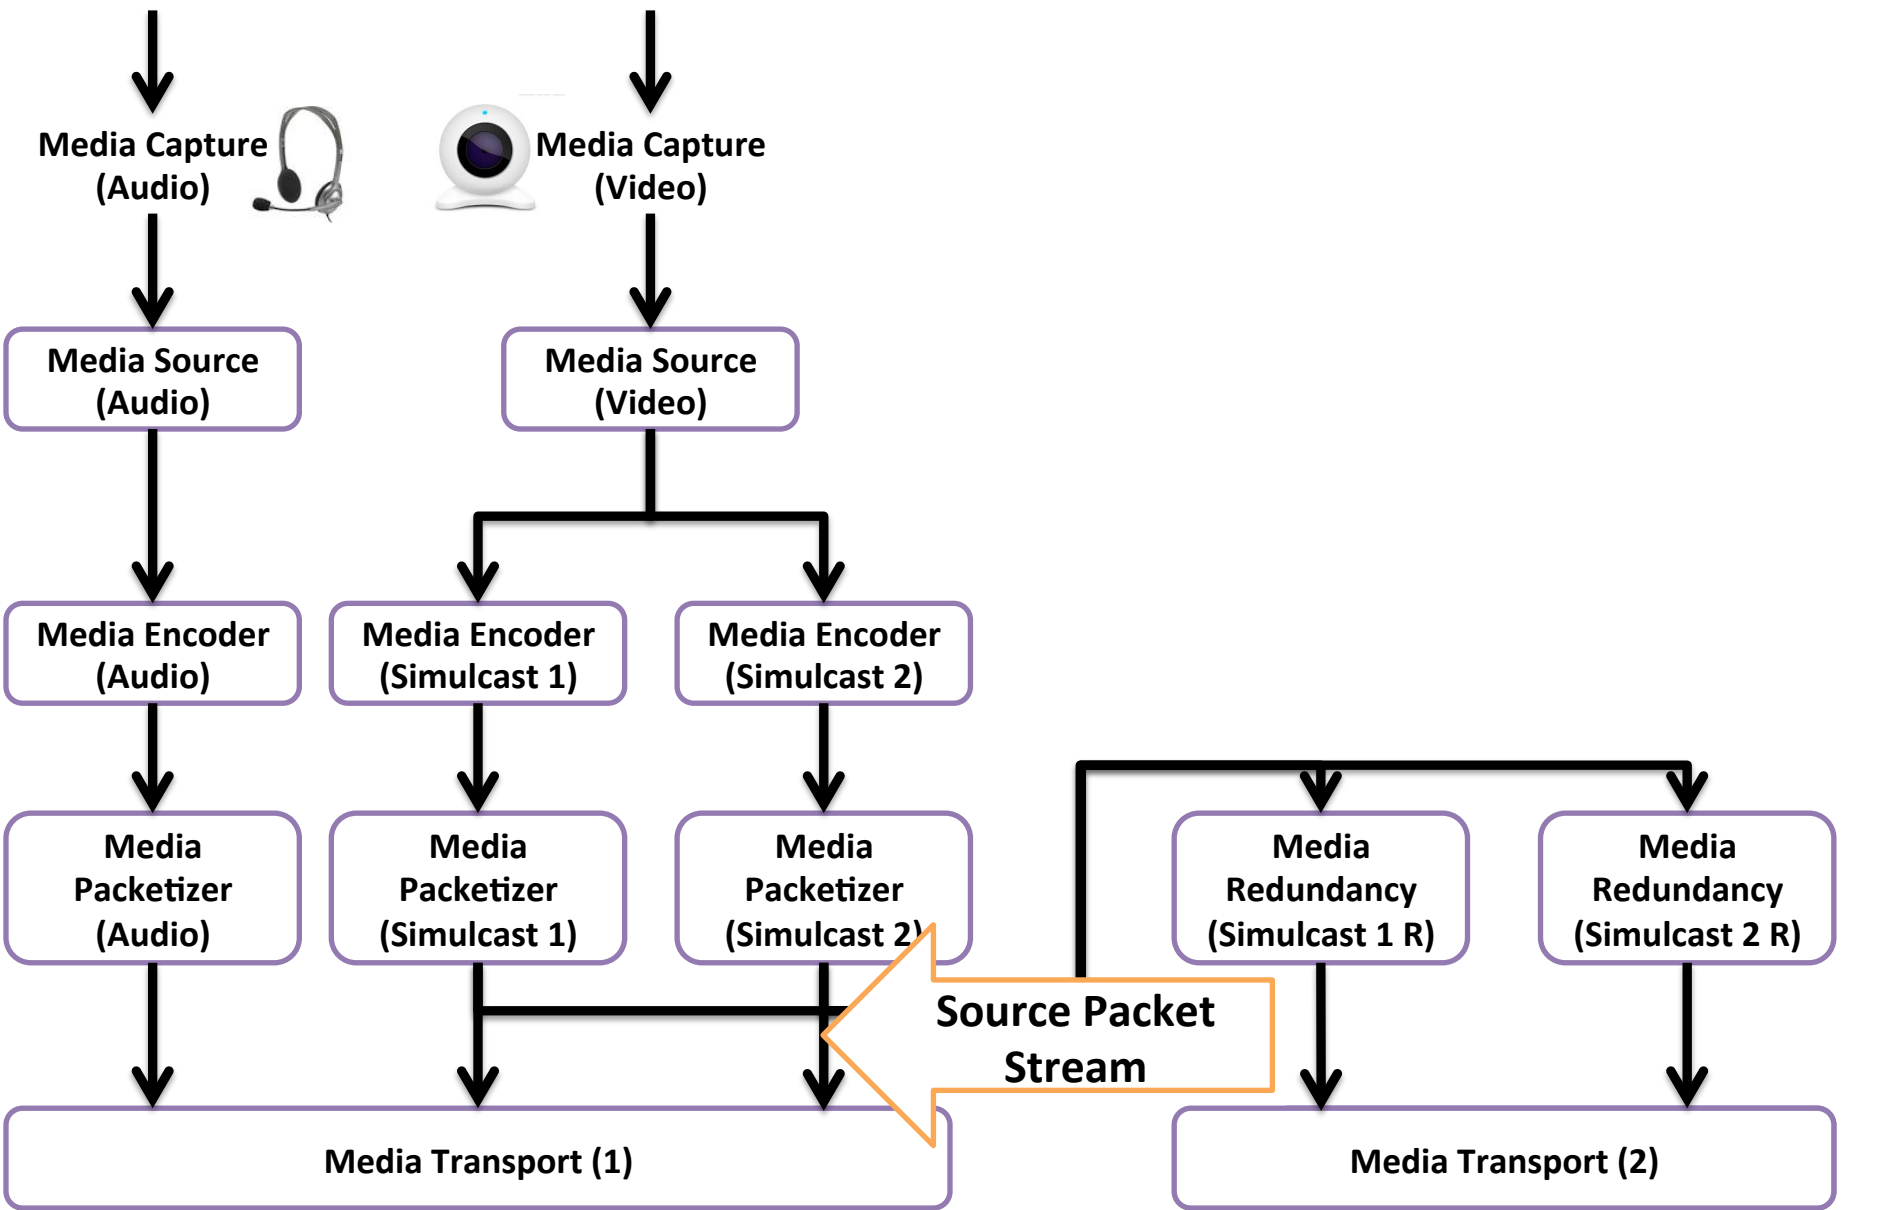 Media Capture
(Audio)
Media Capture
(Video)
Media Source
(Audio)
Media Source
(Video)
Media Encoder
(Audio)
Media Encoder
(Simulcast 1)
Media Encoder
(Simulcast 2)
Media
Packetizer
(Audio)
Media
Packetizer
(Simulcast 1)
Media
Packetizer
(Simulcast 2)
Media
Redundancy
(Simulcast 1 R)
Media
Redundancy
(Simulcast 2 R)
Source Packet
Stream
Media Transport (1)
Media Transport (2)